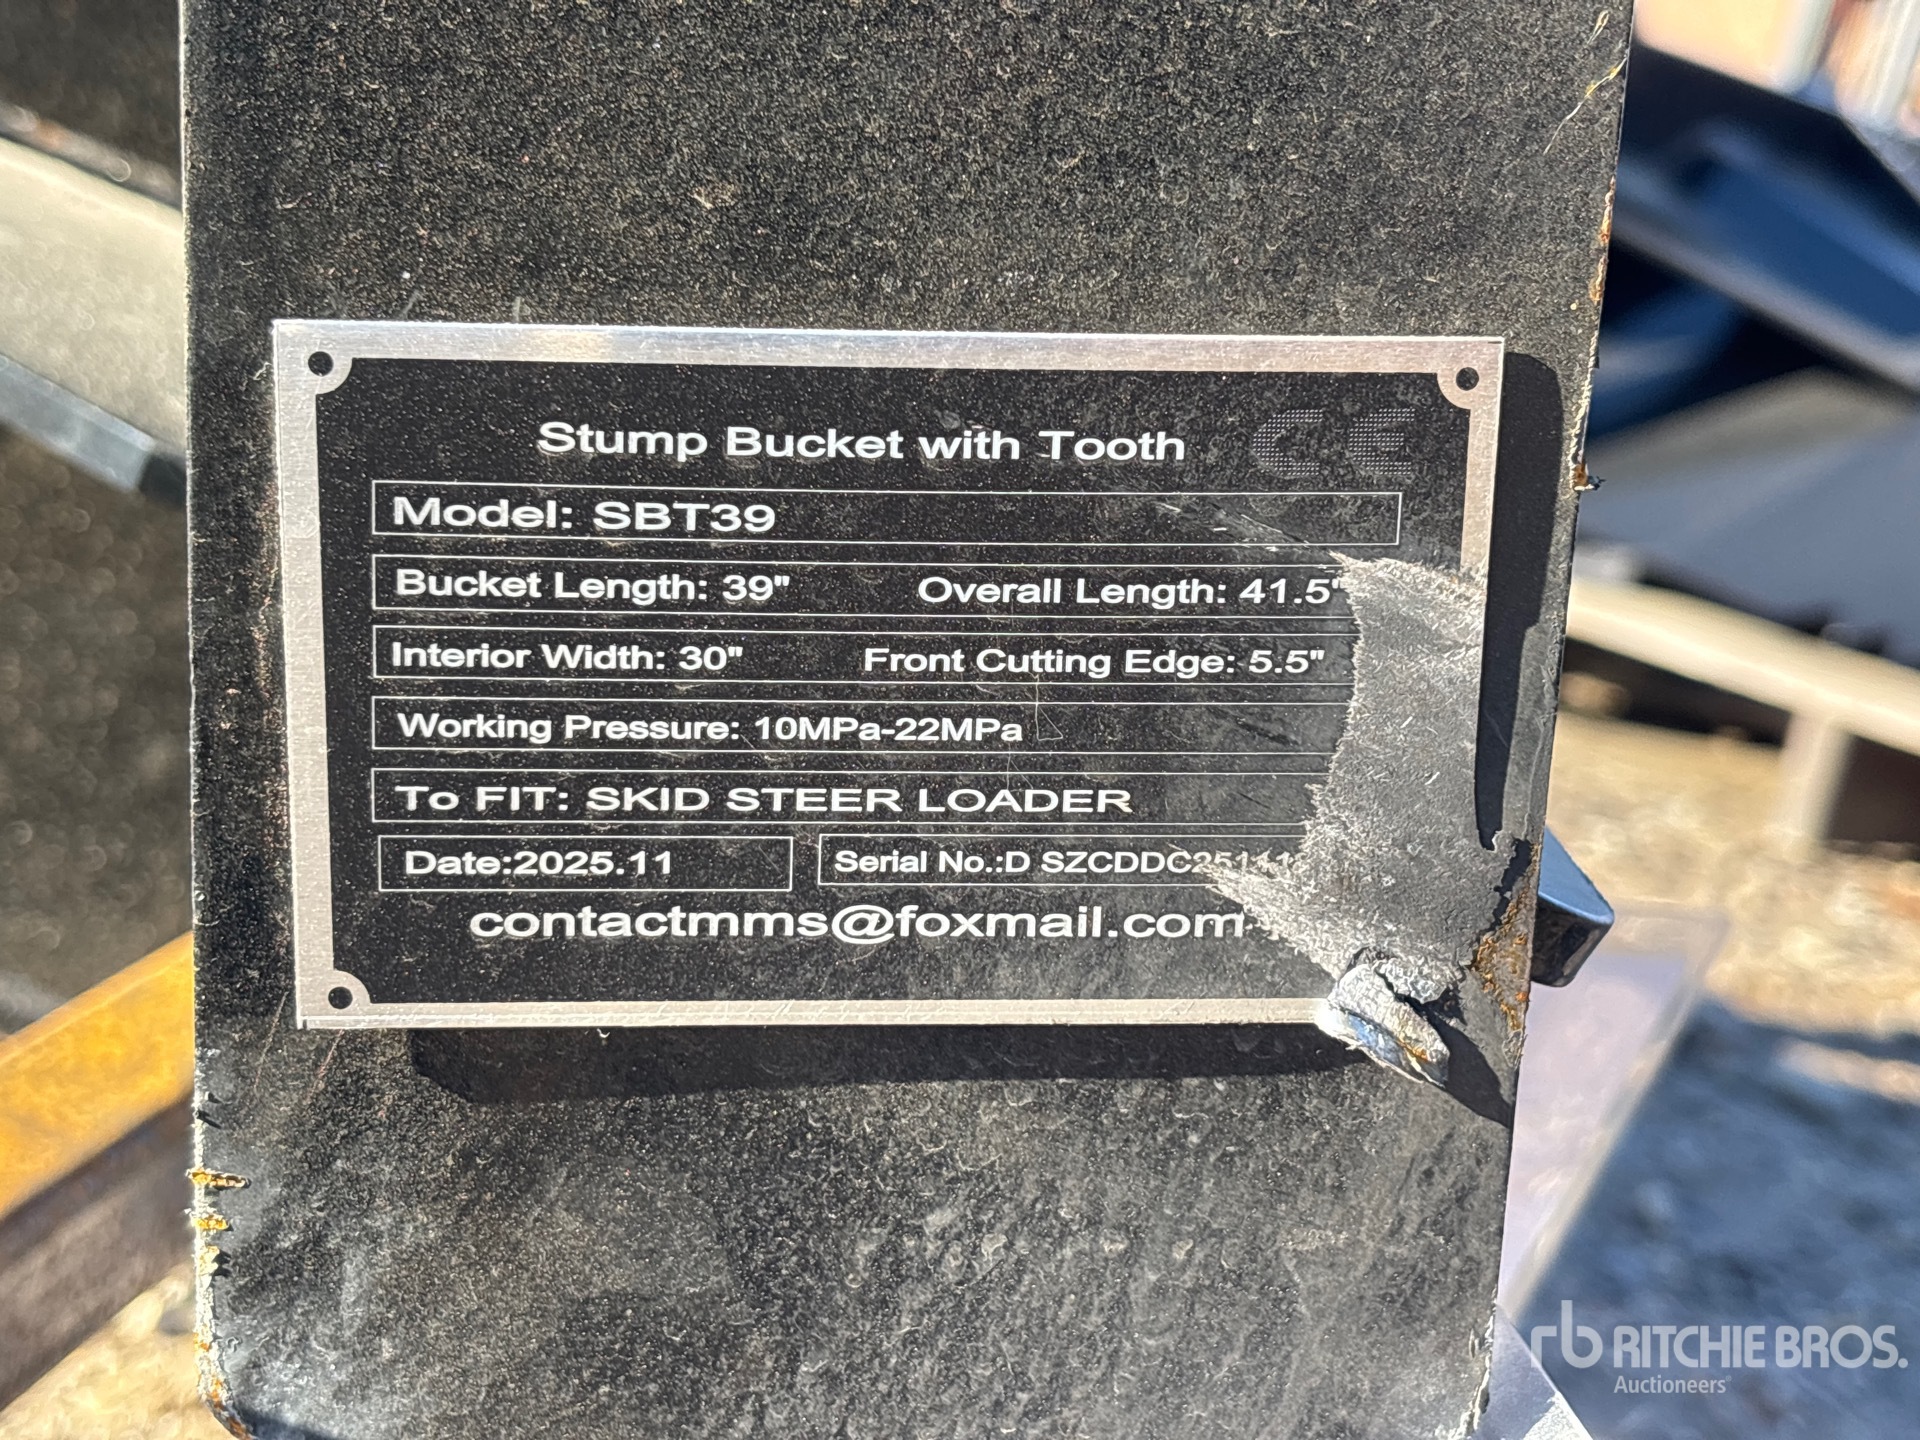 Stump Bucket with Tooth CE
Model: SBT39
Bucket Length: 39" Overall Length: 41.5"
Interior Width: 30" Front Cutting Edge: 5.5"
Working Pressure: 10MPa-22MPa
To FIT: SKID STEER LOADER
Date:2025.11 Serial No.:D
contactmms@foxmail.com
rb RITCHIE BROS.
Auctioneers